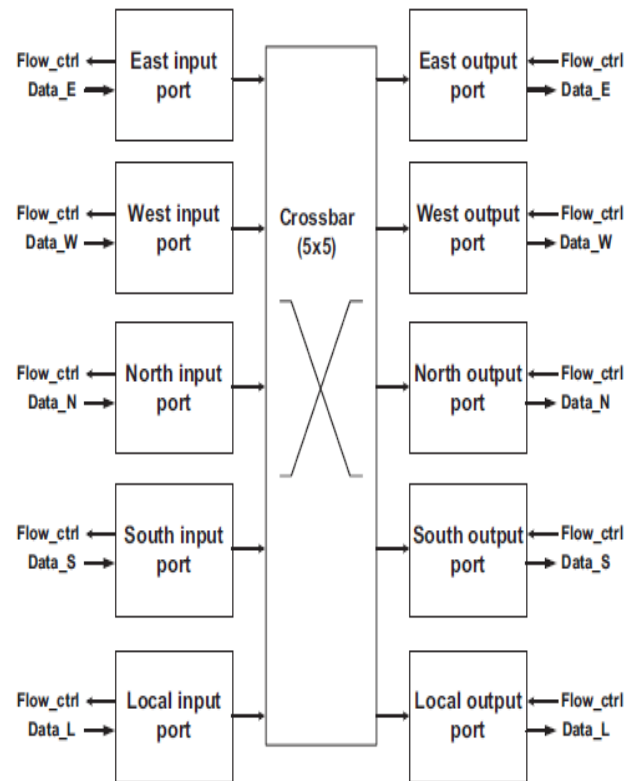 Flow_ctrl
Data_E
East input
port
East output
port
Flow_ctrl
Data_E
Flow_ctrl
Data_W
West input
port
Crossbar
(5x5)
West output
port
Flow_ctrl
Data_W
Flow_ctrl
Data_N
North input
port
North output
port
Flow_ctrl
Data_N
Flow_ctrl
Data_S
South input
port
South output
port
Flow_ctrl
Data_S
Flow_ctrl
Data_L
Local input
port
Local output
port
Flow_ctrl
Data_L